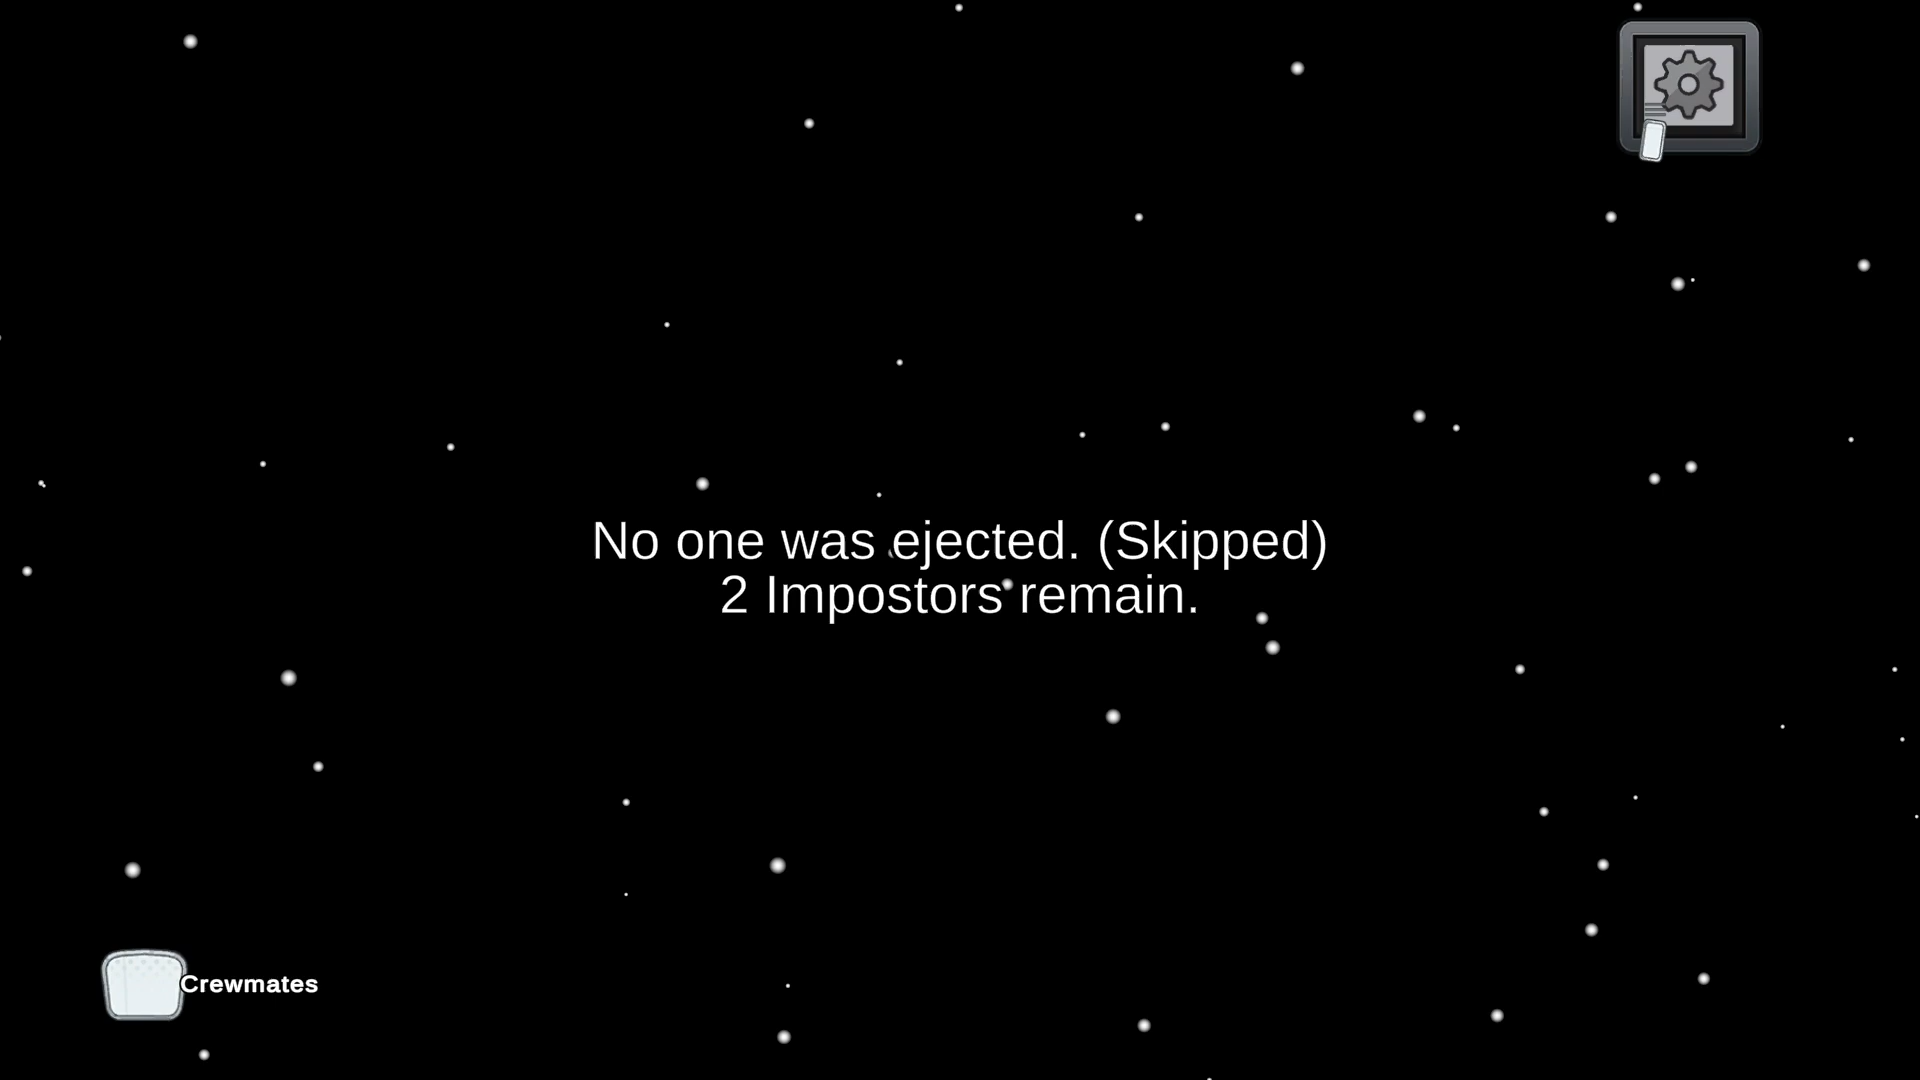 No one was ejected. (Skipped)
2 Impostors remain.
Crewmates